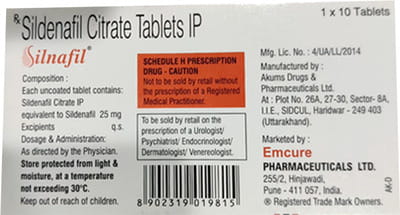 ℞ Sildenafil Citrate Tablets IP
1 x 10 Tablets
Silnafil®
Composition :
Each uncoated tablet contains:
Sildenafil Citrate IP
equivalent to Sildenafil 25 mg
Excipients q.s.
Dosage & Administration:
As directed by the Physician.
Store protected from light &
moisture, at a temperature
not exceeding 30°C.
Keep out of reach of children.
SCHEDULE H PRESCRIPTION
DRUG - CAUTION
Not to be sold by retail without
the prescription of a Registered
Medical Practitioner.
To be sold by retail on the
prescription of a Urologist/
Psychiatrist/ Endocrinologist/
Dermatologist/ Venereologist.
8 902319 019815
Mfg. Lic. No. : 4/UA/LL/2014
Manufactured by :
Akums Drugs &
Pharmaceuticals Ltd.
At : Plot No. 26A, 27-30, Sector- 8A,
I.I.E., SIDCUL, Haridwar - 249 403
(Uttarakhand).
Marketed by :
Emcure
PHARMACEUTICALS LTD.
255/2, Hinjawadi,
Pune - 411 057, India.
® Registered Trade Mark Owners.
AK-D